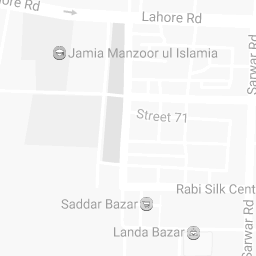 ore Rd
Lahore Rd
Jamia Manzoor ul Islamia
Sarwar Rd
Street 71
Rabi Silk Cent
Saddar Bazar
Sarwar Rd
Landa Bazar